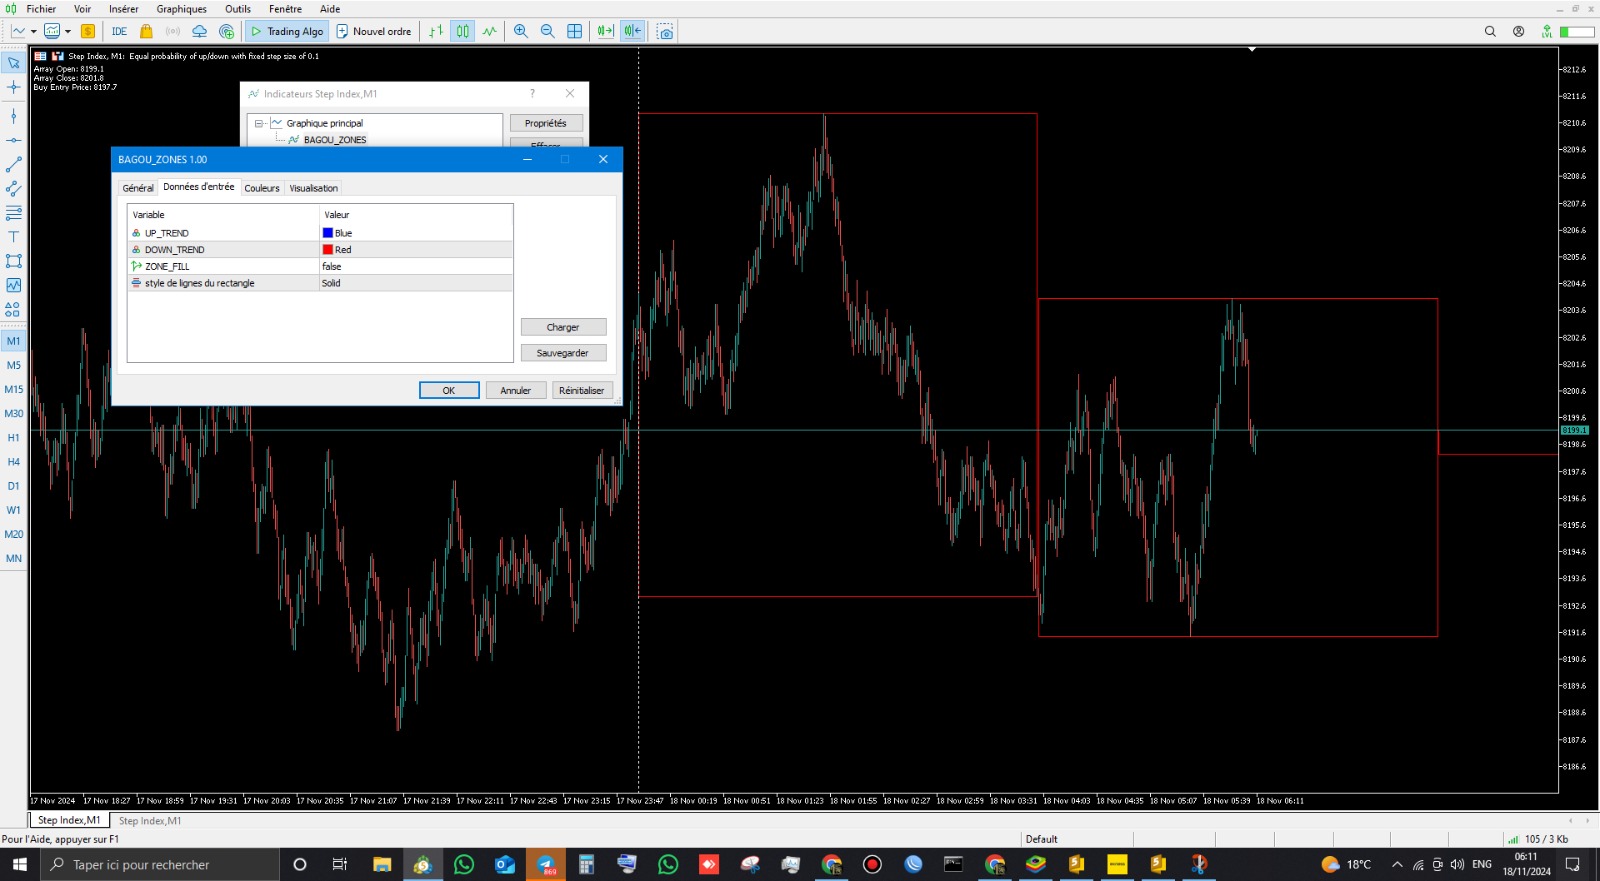 Fichier Voir Insérer Graphiques Outils Fenêtre Aide
IDE Trading Algo Nouvel ordre LVL
Step Index, M1: Equal probability of up/down with fixed step size of 0.1
Array Open: 8199.1
Array Close: 8201.8
Buy Entry Price: 8197.7
Indicateurs Step Index,M1 ?
Graphique principal
BAGOU_ZONES
Propriétés
Effacer
BAGOU_ZONES 1.00
Général Données d'entrée Couleurs Visualisation
Variable Valeur
UP_TREND Blue
DOWN_TREND Red
ZONE_FILL false
style de lignes du rectangle Solid
Charger
Sauvegarder
OK Annuler Réinitialiser
M1
M5
M15
M30
H1
H4
D1
W1
M20
MN
8212.6
8211.6
8210.6
8209.6
8208.6
8207.6
8206.6
8205.6
8204.6
8203.6
8202.6
8201.6
8200.6
8199.6
8199.1
8198.6
8197.6
8196.6
8195.6
8194.6
8193.6
8192.6
8191.6
8190.6
8189.6
8188.6
8187.6
8186.6
17 Nov 2024 17 Nov 18:27 17 Nov 18:59 17 Nov 19:31 17 Nov 20:03 17 Nov 20:35 17 Nov 21:07 17 Nov 21:39 17 Nov 22:11 17 Nov 22:43 17 Nov 23:15 17 Nov 23:47 18 Nov 00:19 18 Nov 00:51 18 Nov 01:23 18 Nov 01:55 18 Nov 02:27 18 Nov 02:59 18 Nov 03:31 18 Nov 04:03 18 Nov 04:35 18 Nov 05:07 18 Nov 05:39 18 Nov 06:11
Step Index,M1 Step Index,M1
Pour l'Aide, appuyer sur F1 Default 105 / 3 Kb
Taper ici pour rechercher 869 18°C ENG 06:11
18/11/2024